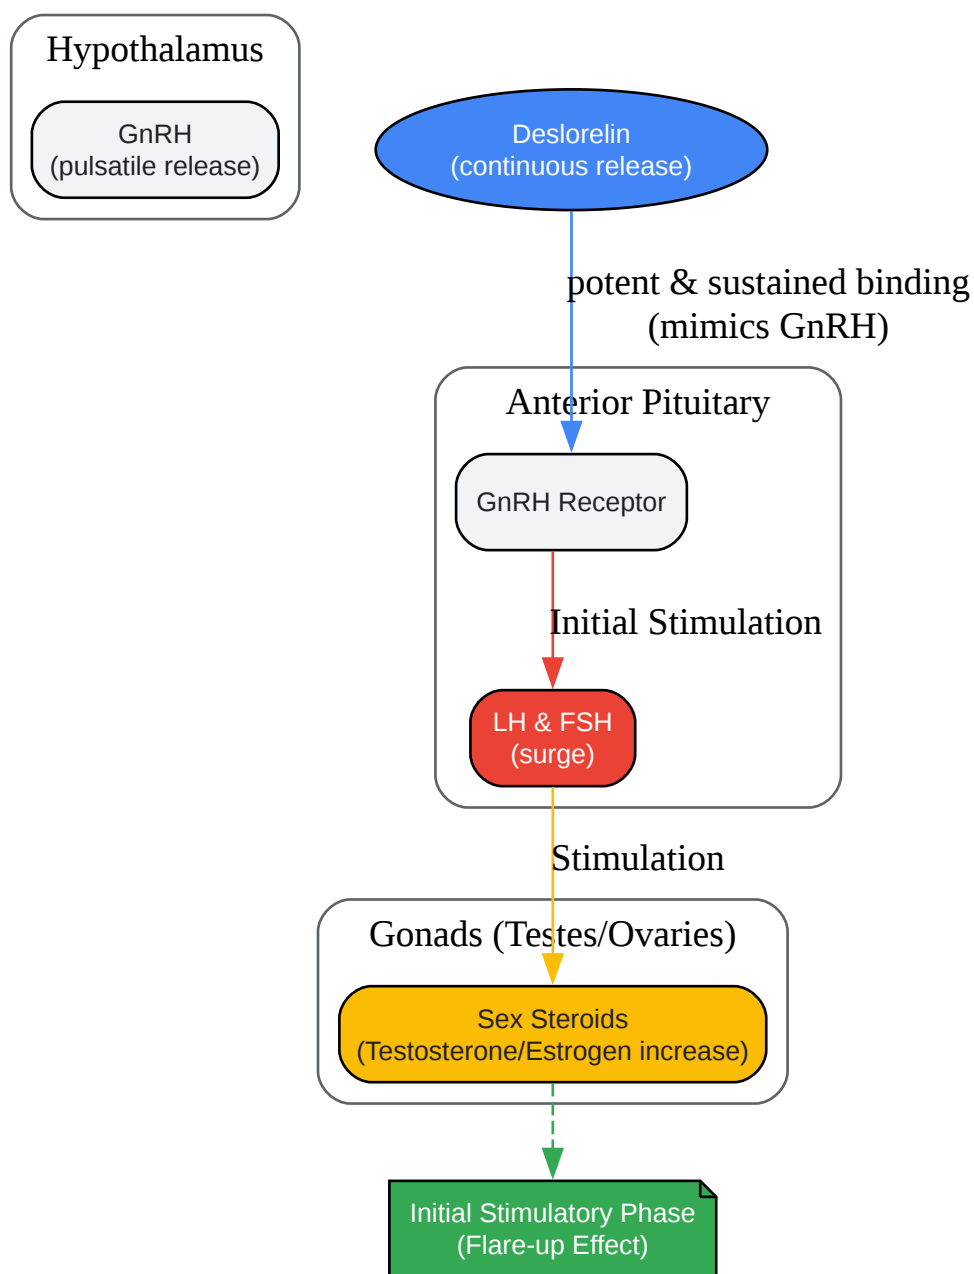 Hypothalamus
GnRH
(pulsatile release)
Deslorelin
(continuous release)
potent & sustained binding
(mimics GnRH)
Anterior Pituitary
GnRH Receptor
Initial Stimulation
LH & FSH
(surge)
Stimulation
Gonads (Testes/Ovaries)
Sex Steroids
(Testosterone/Estrogen increase)
Initial Stimulatory Phase
(Flare-up Effect)